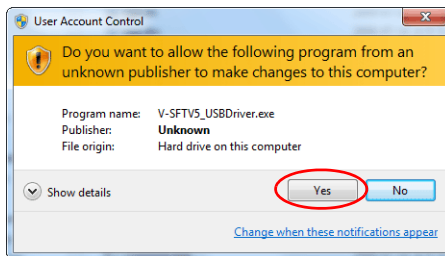 User Account Control
Do you want to allow the following program from an
unknown publisher to make changes to this computer?
Program name: V-SFTV5_USBDriver.exe
Publisher: Unknown
File origin: Hard drive on this computer
Show details
Yes No
Change when these notifications appear